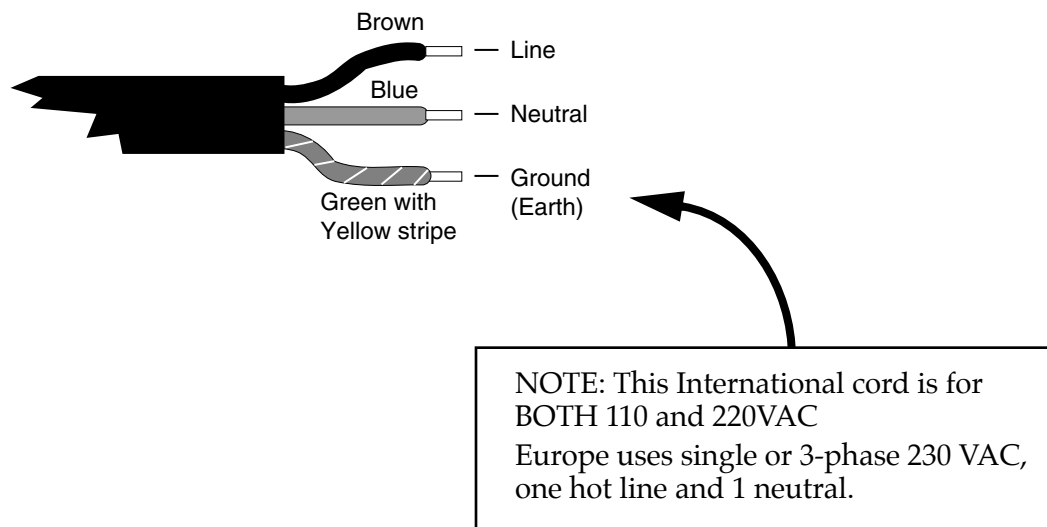 Brown
Line
Blue
Neutral
Ground
(Earth)
Green with
Yellow stripe
NOTE: This International cord is for
BOTH 110 and 220VAC
Europe uses single or 3-phase 230 VAC,
one hot line and 1 neutral.